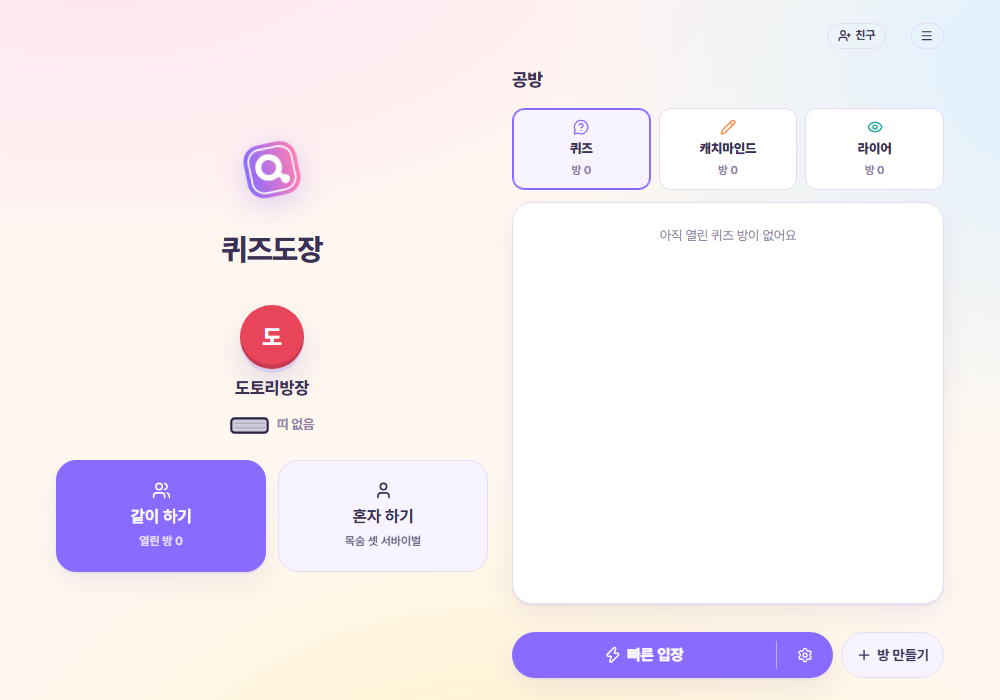 친구
공방
퀴즈
방 0
캐치마인드
방 0
라이어
방 0
아직 열린 퀴즈 방이 없어요
퀴즈도장
도
도토리방장
띠 없음
같이 하기
열린 방 0
혼자 하기
목숨 셋 서바이벌
빠른 입장
방 만들기